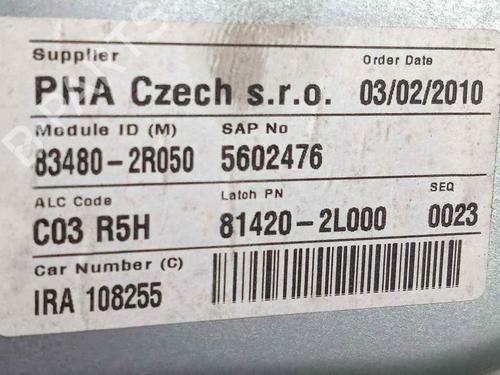 Supplier Order Date
PHA Czech s.r.o. 03/02/2010
Module ID (M) SAP No
83480-2R050 5602476
ALC Code Latch PN SEQ
C03 R5H 81420-2L000 0023
Car Number (C)
IRA 108255